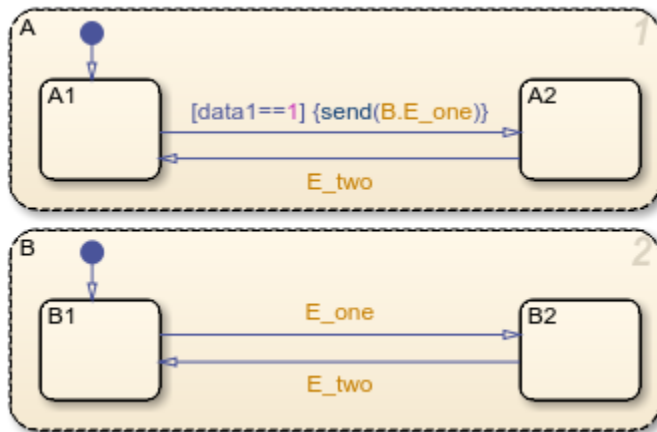 A
1
A1
[data1==1] {send(B.E_one)}
A2
E_two
B
2
B1
E_one
B2
E_two